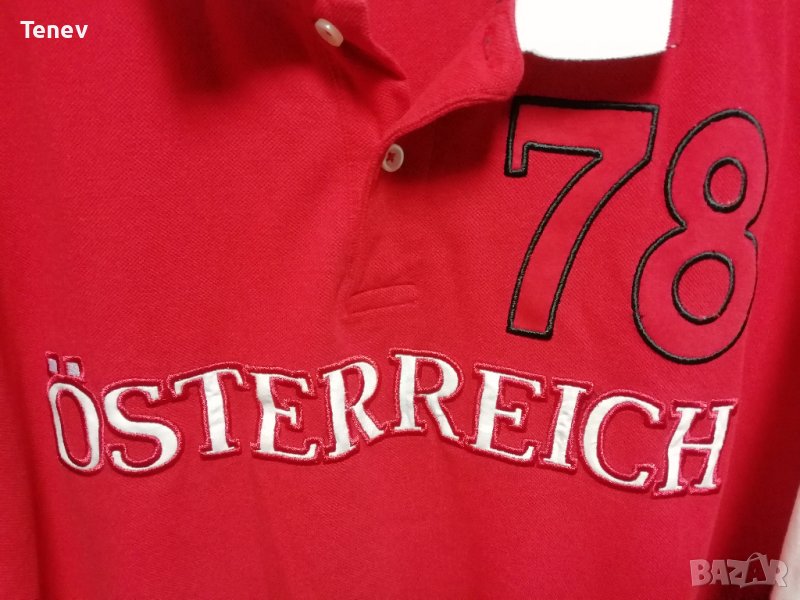 Tenev
78
ÖSTERREICH
BAZAR